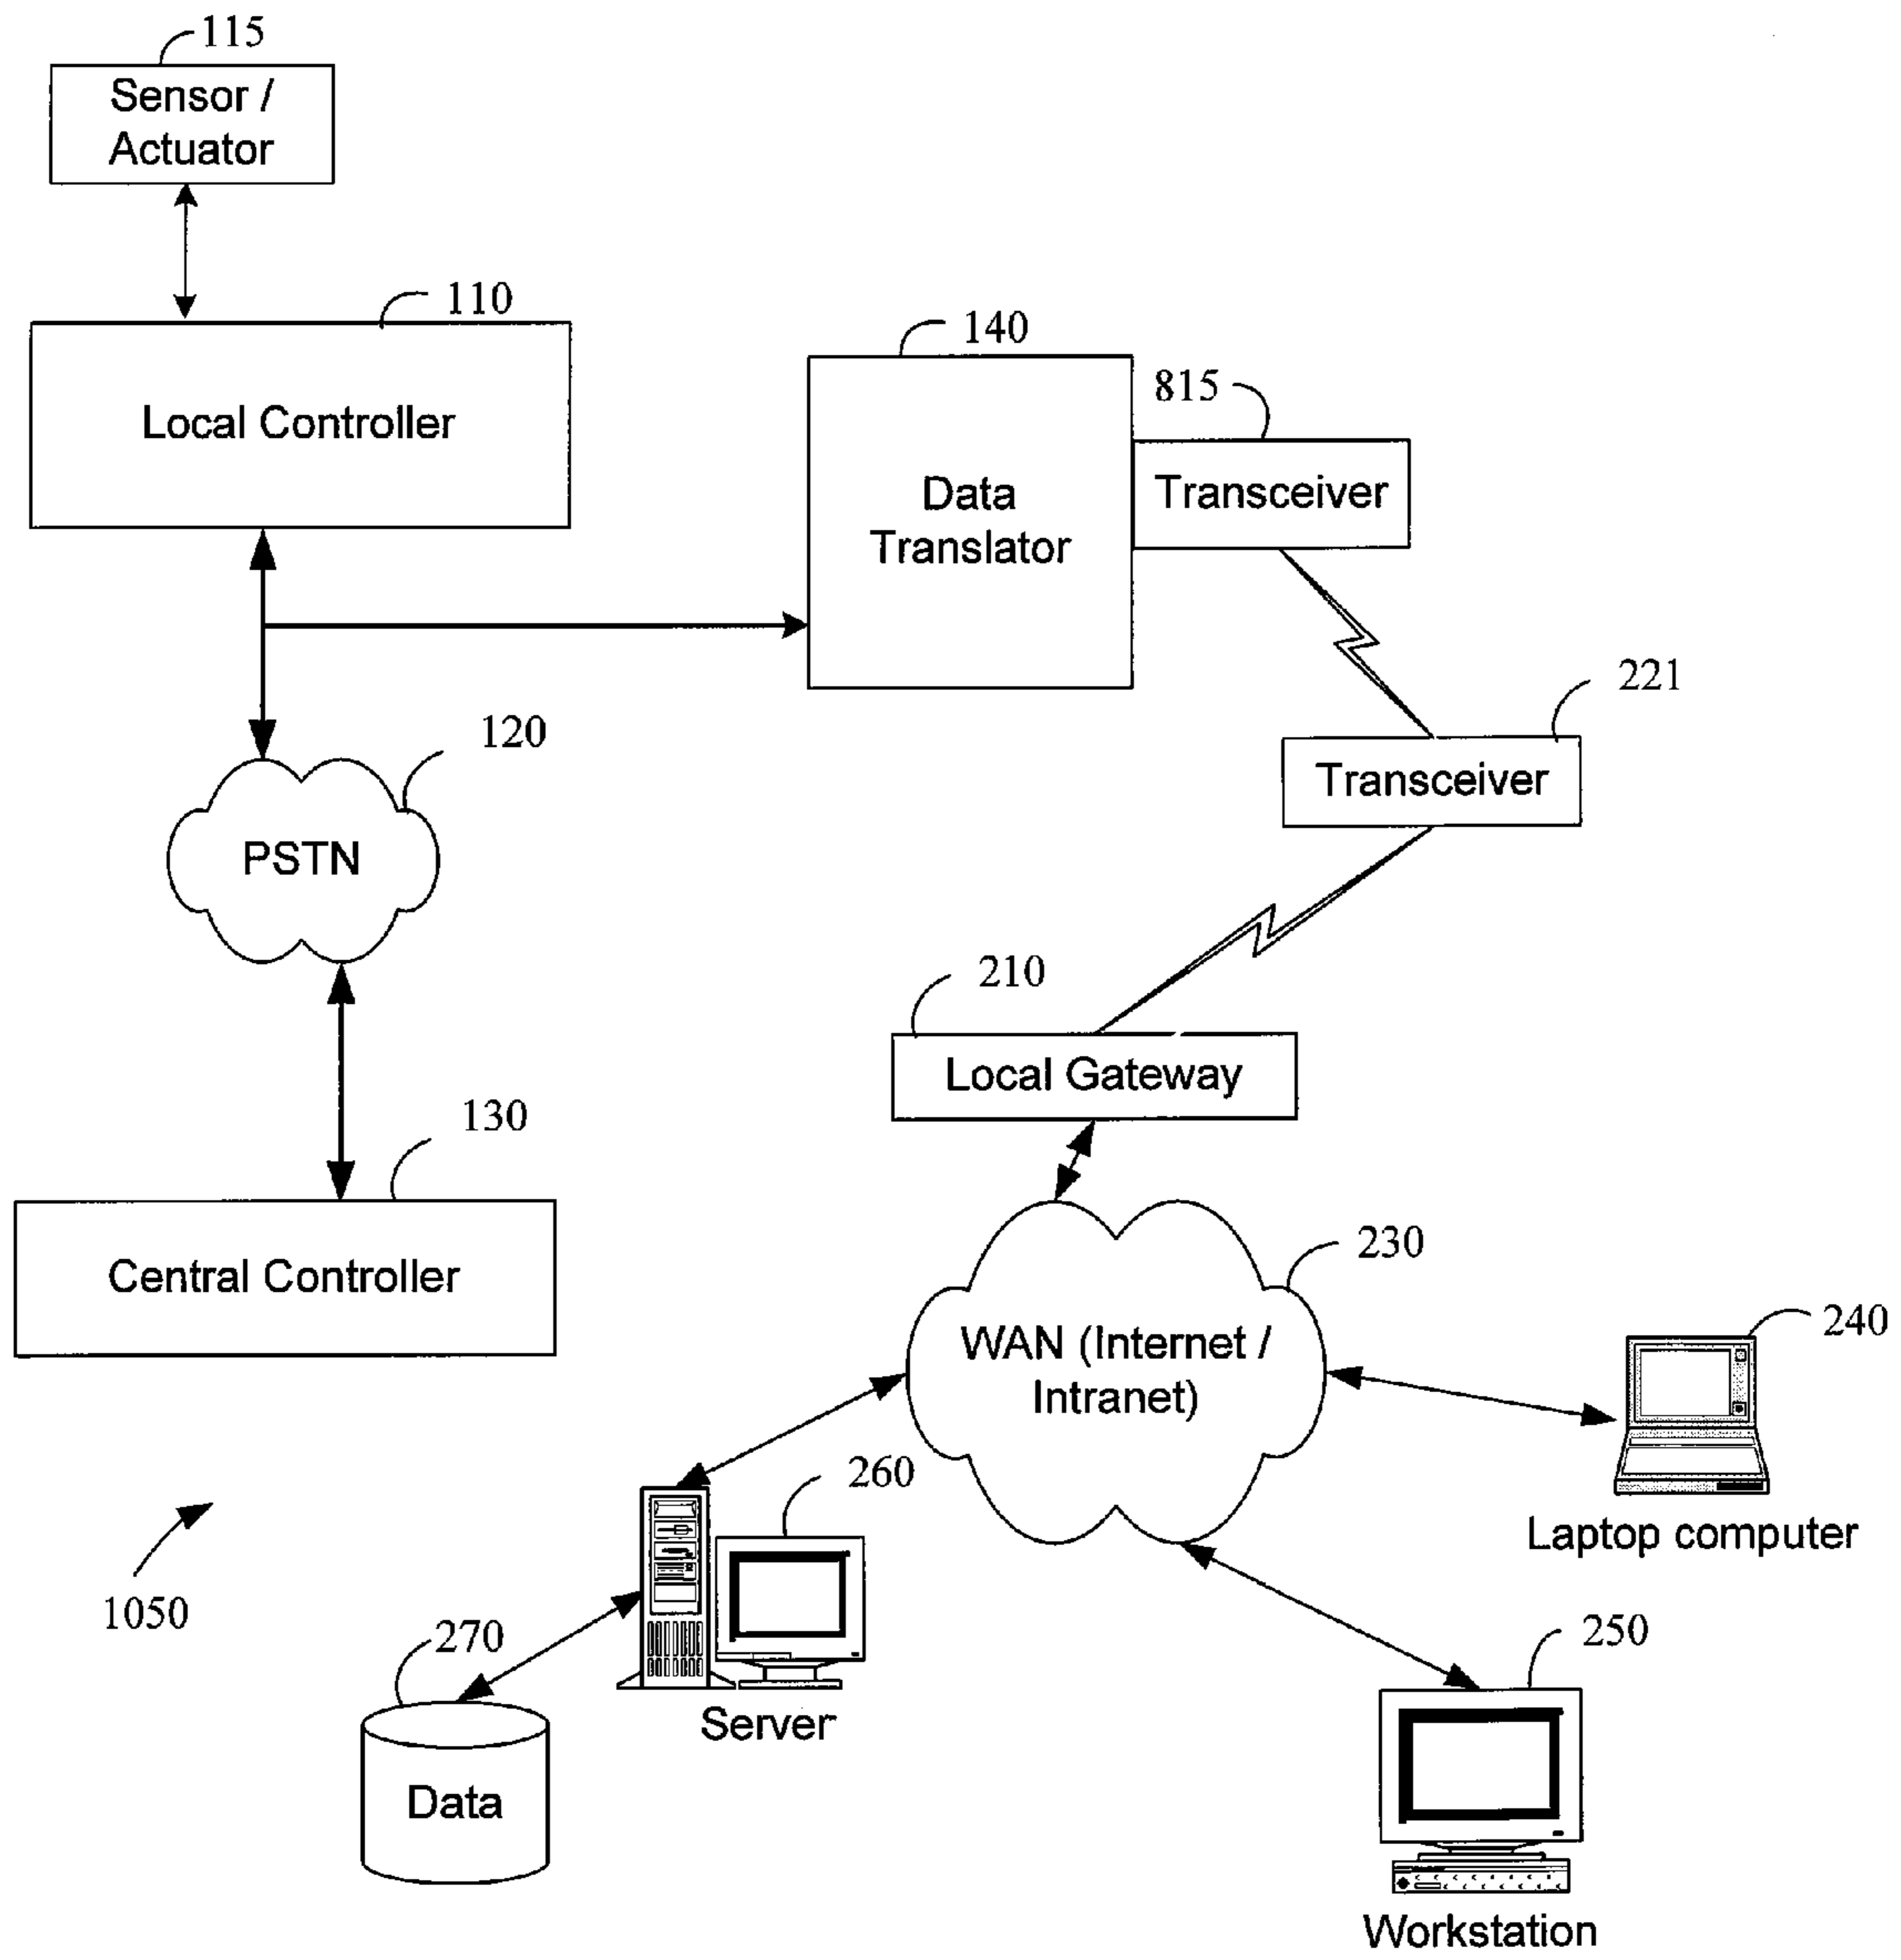 115
Sensor /
Actuator
110
Local Controller
140
815
Data
Translator
Transceiver
221
Transceiver
120
PSTN
210
Local Gateway
130
Central Controller
230
WAN (Internet /
Intranet)
240
Laptop computer
260
Server
1050
270
Data
250
Workstation